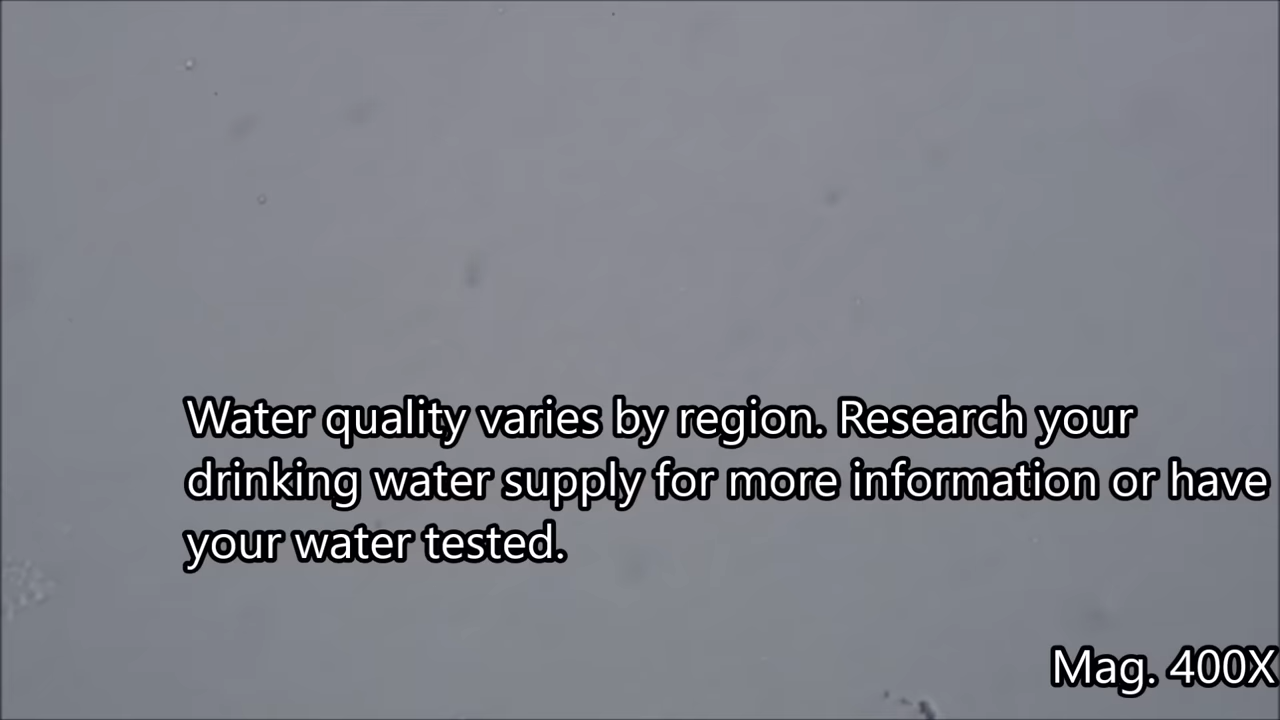 Water quality varies by region. Research your
drinking water supply for more information or have
your water tested.
Mag. 400X